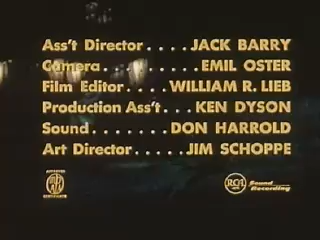 Ass't Director....JACK BARRY
Camera.........EMIL OSTER
Film Editor....WILLIAM R. LIEB
Production Ass't...KEN DYSON
Sound.......DON HARROLD
Art Director.....JIM SCHOPPE
RCA Sound
Recording